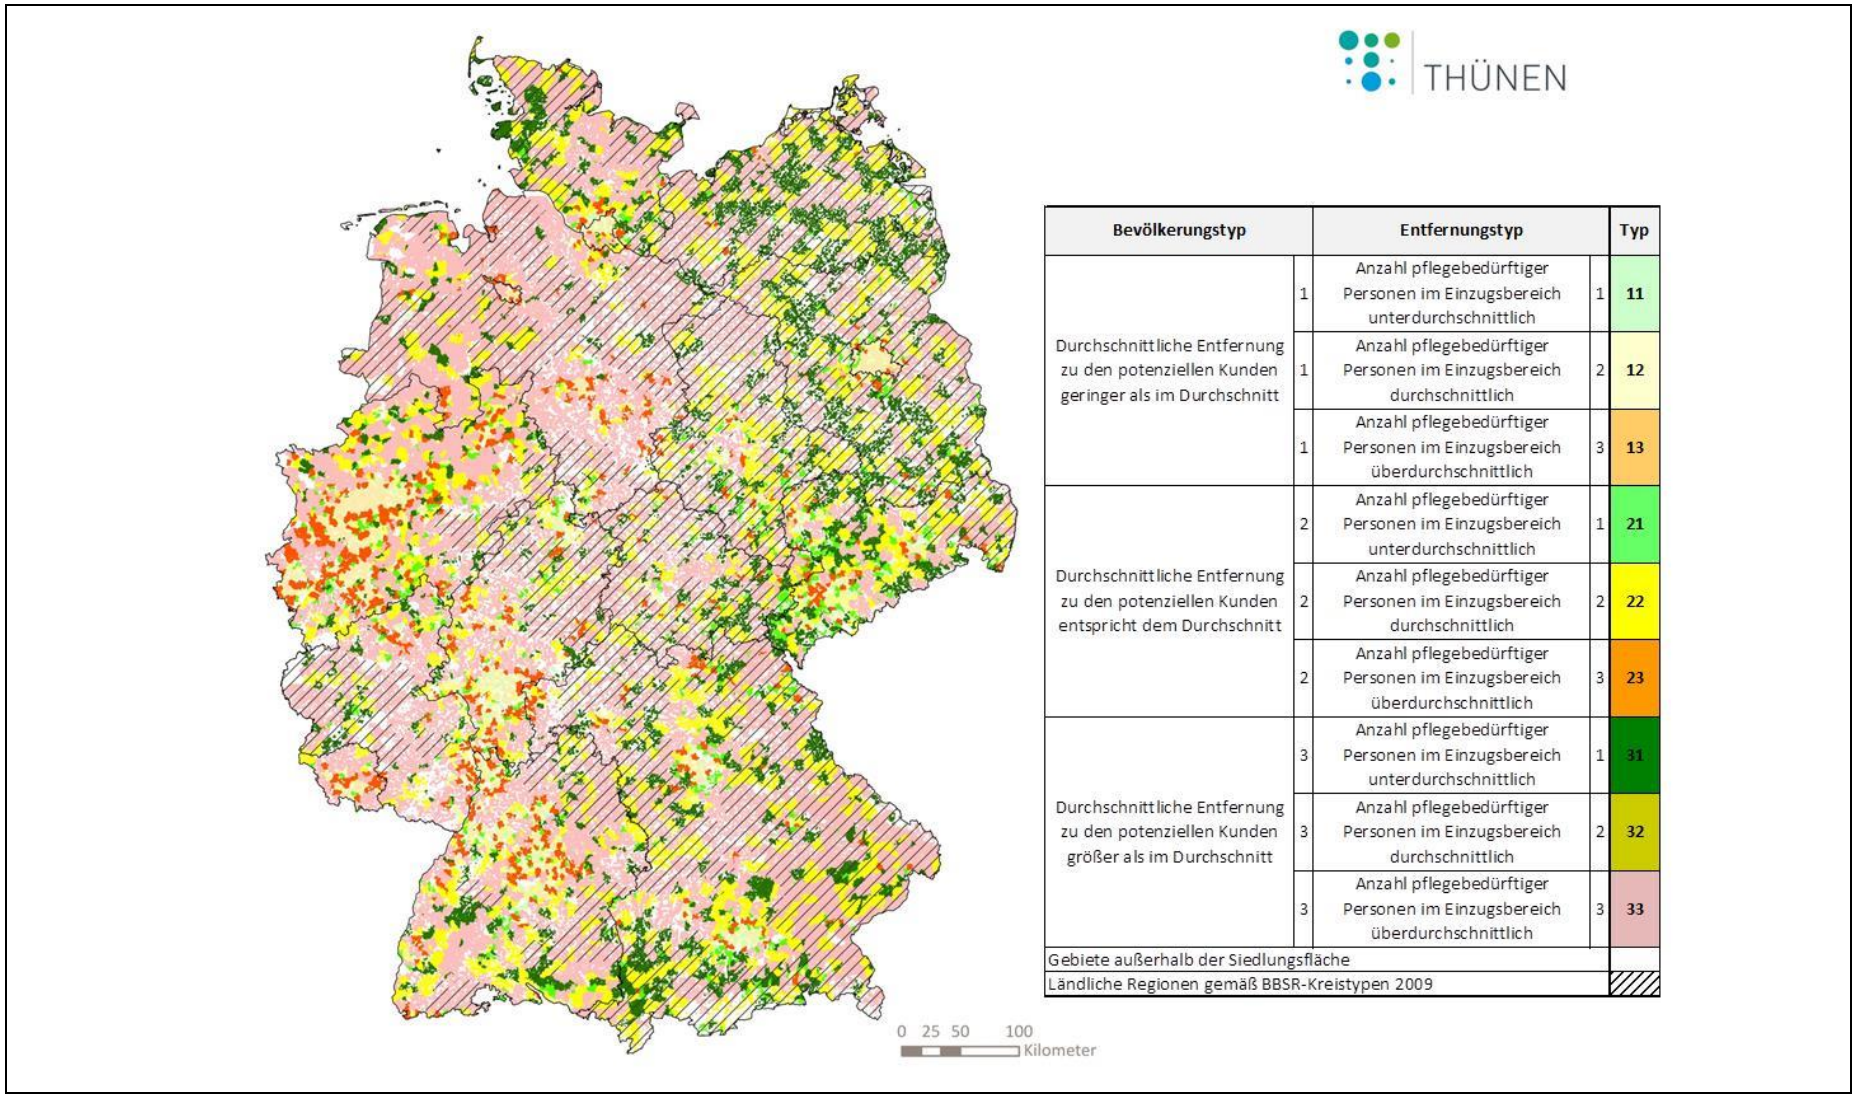 THÜNEN
Bevölkerungstyp Entfernungstyp Typ
Durchschnittliche Entfernung
zu den potenziellen Kunden
geringer als im Durchschnitt
1
Anzahl pflegebedürftiger
Personen im Einzugsbereich
unterdurchschnittlich
1 11
1
Anzahl pflegebedürftiger
Personen im Einzugsbereich
durchschnittlich
2 12
1
Anzahl pflegebedürftiger
Personen im Einzugsbereich
überdurchschnittlich
3 13
Durchschnittliche Entfernung
zu den potenziellen Kunden
entspricht dem Durchschnitt
2
Anzahl pflegebedürftiger
Personen im Einzugsbereich
unterdurchschnittlich
1 21
2
Anzahl pflegebedürftiger
Personen im Einzugsbereich
durchschnittlich
2 22
2
Anzahl pflegebedürftiger
Personen im Einzugsbereich
überdurchschnittlich
3 23
Durchschnittliche Entfernung
zu den potenziellen Kunden
größer als im Durchschnitt
3
Anzahl pflegebedürftiger
Personen im Einzugsbereich
unterdurchschnittlich
1 31
3
Anzahl pflegebedürftiger
Personen im Einzugsbereich
durchschnittlich
2 32
3
Anzahl pflegebedürftiger
Personen im Einzugsbereich
überdurchschnittlich
3 33
Gebiete außerhalb der Siedlungsfläche
Ländliche Regionen gemäß BBSR-Kreistypen 2009
0 25 50 100
Kilometer